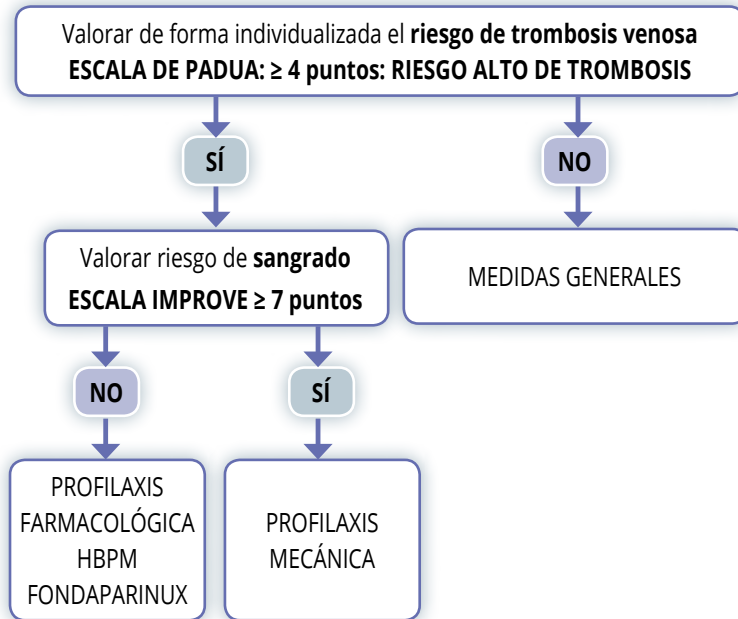 Valorar de forma individualizada el riesgo de trombosis venosa
ESCALA DE PADUA: ≥ 4 puntos: RIESGO ALTO DE TROMBOSIS
SÍ
NO
Valorar riesgo de sangrado
ESCALA IMPROVE ≥ 7 puntos
MEDIDAS GENERALES
NO
SÍ
PROFILAXIS
FARMACOLÓGICA
HBPM
FONDAPARINUX
PROFILAXIS
MECÁNICA